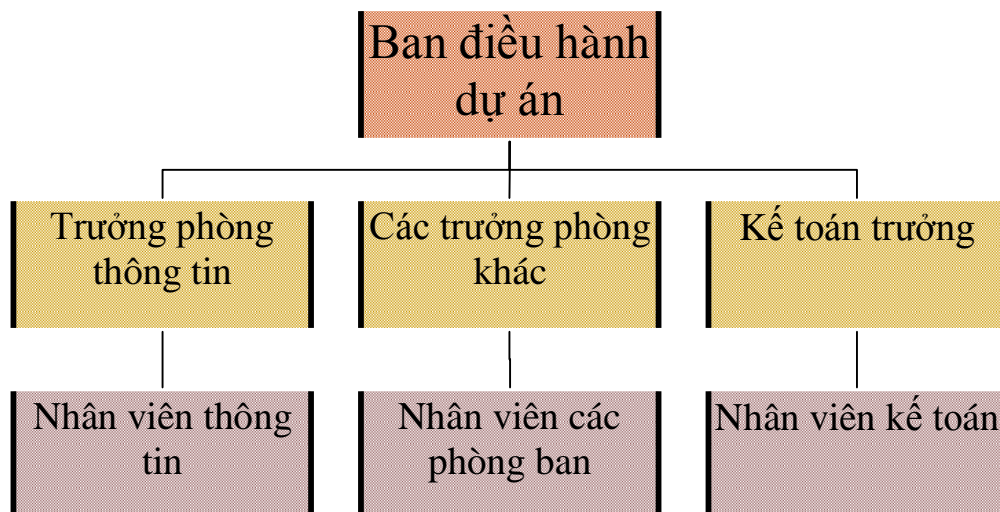 Ban điều hành
dự án
Trưởng phòng
thông tin
Các trưởng phòng
khác
Kế toán trưởng
Nhân viên thông
tin
Nhân viên các
phòng ban
Nhân viên kế toán